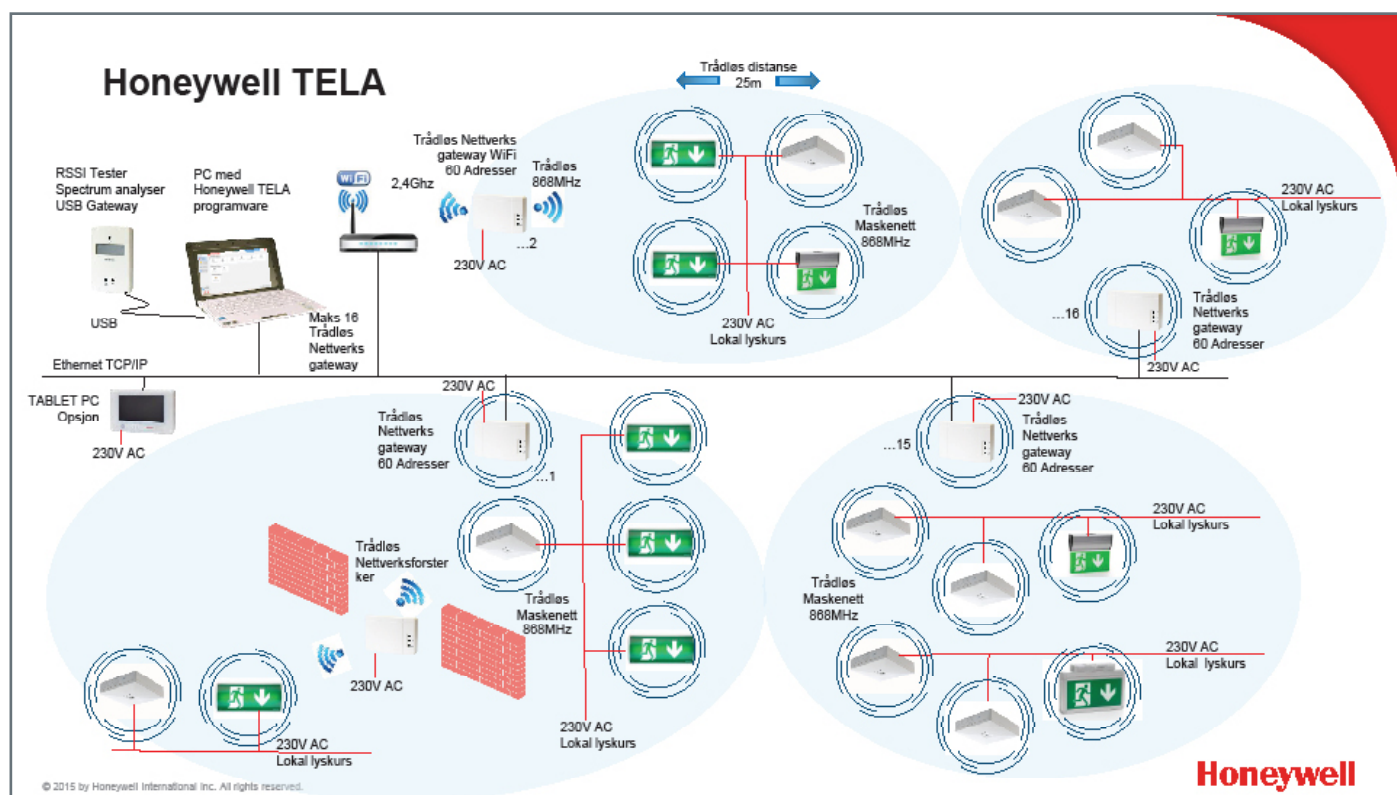 Honeywell TELA
RSSI Tester
Spectrum analyser
USB Gateway
PC med
Honeywell TELA
programvare
USB
Wi Fi
Trådløs Nettverks
gateway WiFi
60 Adresser
2,4Ghz
Trådløs
868MHz
...2
230V AC
Maks 16
Trådløs
Nettverks
gateway
Trådløs distanse
25m
Trådløs
Maskenett
868MHz
230V AC
Lokal lyskurs
230V AC
Lokal lyskurs
...16
Trådløs
Nettverks
gateway
60 Adresser
230V AC
Ethernet TCP/IP
TABLET PC
Opsjon
230V AC
230V AC
Trådløs
Nettverks
gateway
60 Adresser
...1
Trådløs
Nettverksforster
ker
230V AC
Trådløs
Maskenett
868MHz
230V AC
Lokal lyskurs
230V AC
Lokal lyskurs
230V AC
Trådløs
Nettverks
gateway
60 Adresser
...15
230V AC
Lokal lyskurs
Trådløs
Maskenett
868MHz
230V AC
Lokal lyskurs
© 2015 by Honeywell International Inc. All rights reserved.
Honeywell